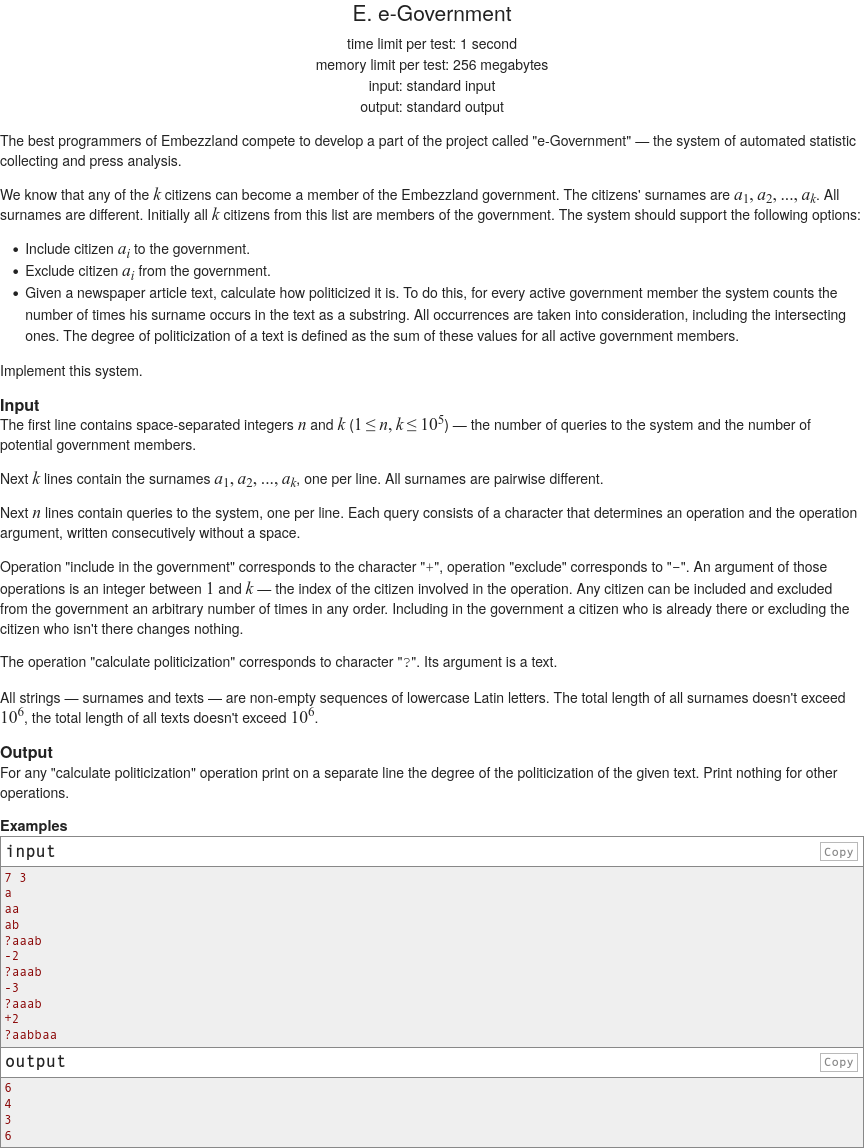 E. e-Government
time limit per test: 1 second
memory limit per test: 256 megabytes
input: standard input
output: standard output
The best programmers of Embezzland compete to develop a part of the project called "e-Government" — the system of automated statistic
collecting and press analysis.
We know that any of the k citizens can become a member of the Embezzland government. The citizens' surnames are a1, a2, ..., ak. All
surnames are different. Initially all k citizens from this list are members of the government. The system should support the following options:
• Include citizen ai to the government.
• Exclude citizen ai from the government.
• Given a newspaper article text, calculate how politicized it is. To do this, for every active government member the system counts the
number of times his surname occurs in the text as a substring. All occurrences are taken into consideration, including the intersecting
ones. The degree of politicization of a text is defined as the sum of these values for all active government members.
Implement this system.
Input
The first line contains space-separated integers n and k (1 ≤ n, k ≤ 10^5) — the number of queries to the system and the number of
potential government members.
Next k lines contain the surnames a1, a2, ..., ak, one per line. All surnames are pairwise different.
Next n lines contain queries to the system, one per line. Each query consists of a character that determines an operation and the operation
argument, written consecutively without a space.
Operation "include in the government" corresponds to the character "+", operation "exclude" corresponds to "−". An argument of those
operations is an integer between 1 and k — the index of the citizen involved in the operation. Any citizen can be included and excluded
from the government an arbitrary number of times in any order. Including in the government a citizen who is already there or excluding the
citizen who isn't there changes nothing.
The operation "calculate politicization" corresponds to character "?". Its argument is a text.
All strings — surnames and texts — are non-empty sequences of lowercase Latin letters. The total length of all surnames doesn't exceed
10^6, the total length of all texts doesn't exceed 10^6.
Output
For any "calculate politicization" operation print on a separate line the degree of the politicization of the given text. Print nothing for other
operations.
Examples
input Copy
7 3
a
aa
ab
?aaab
-2
?aaab
-3
?aaab
+2
?aabbaa
output Copy
6
4
3
6